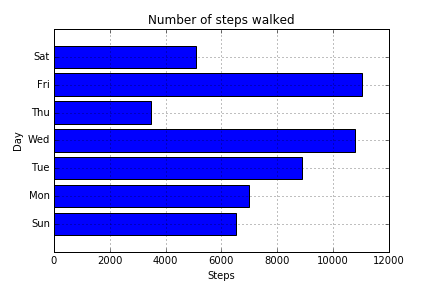 Number of steps walked
Sat
Fri
Thu
Wed
Tue
Mon
Sun
Day
0 2000 4000 6000 8000 10000 12000
Steps